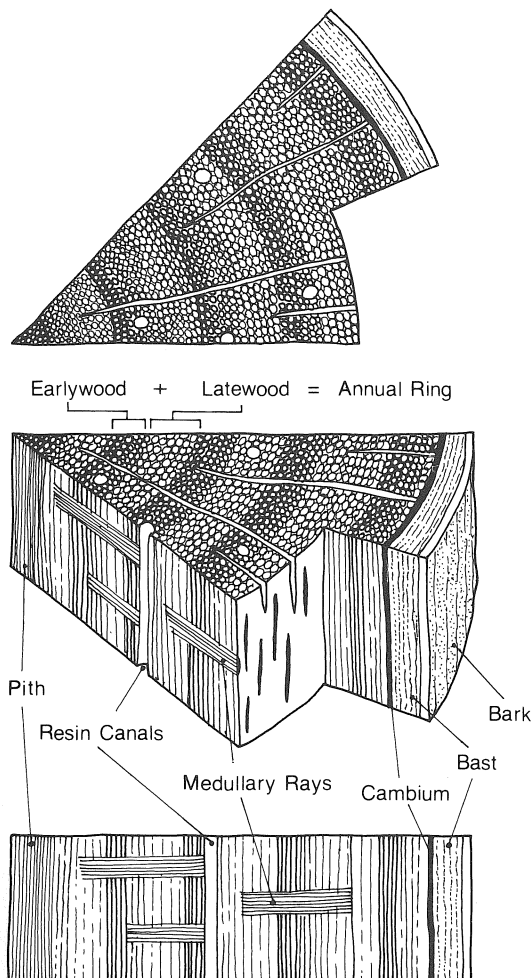 Earlywood + Latewood = Annual Ring
Pith
Resin Canals
Medullary Rays
Cambium
Bast
Bark